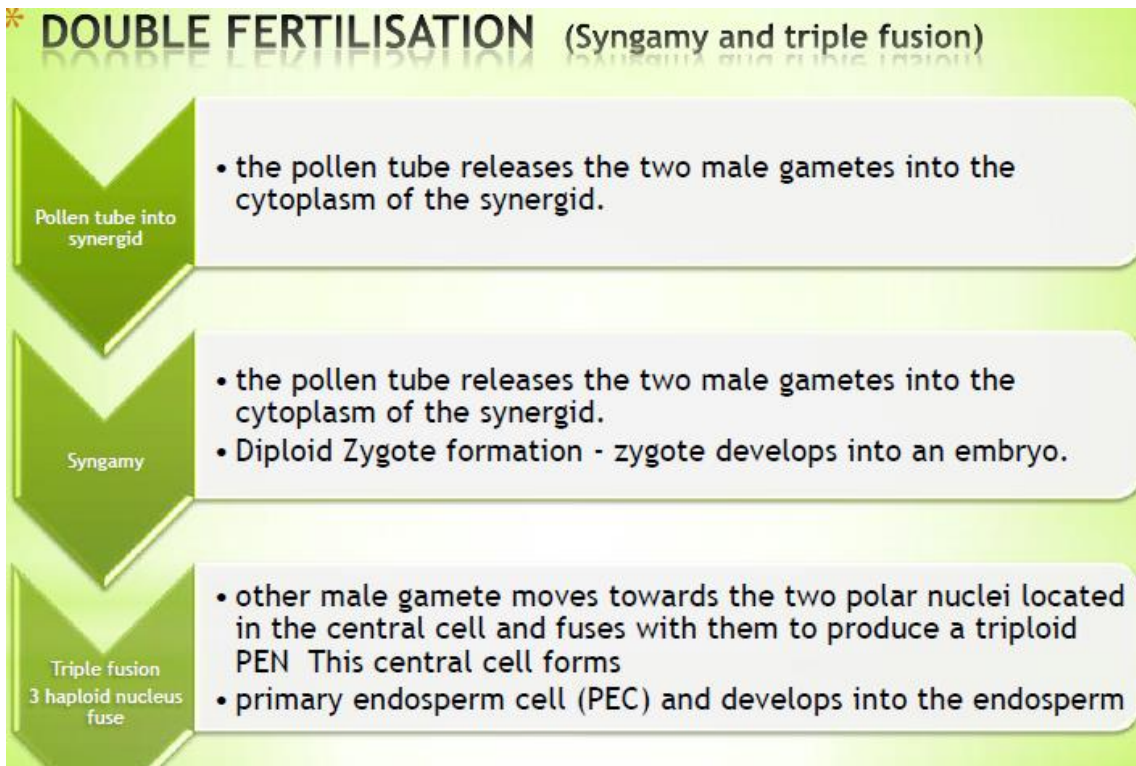 * DOUBLE FERTILISATION (Syngamy and triple fusion)
Pollen tube into
synergid
• the pollen tube releases the two male gametes into the
cytoplasm of the synergid.
Syngamy
• the pollen tube releases the two male gametes into the
cytoplasm of the synergid.
• Diploid Zygote formation - zygote develops into an embryo.
Triple fusion
3 haploid nucleus
fuse
• other male gamete moves towards the two polar nuclei located
in the central cell and fuses with them to produce a triploid
PEN This central cell forms
• primary endosperm cell (PEC) and develops into the endosperm